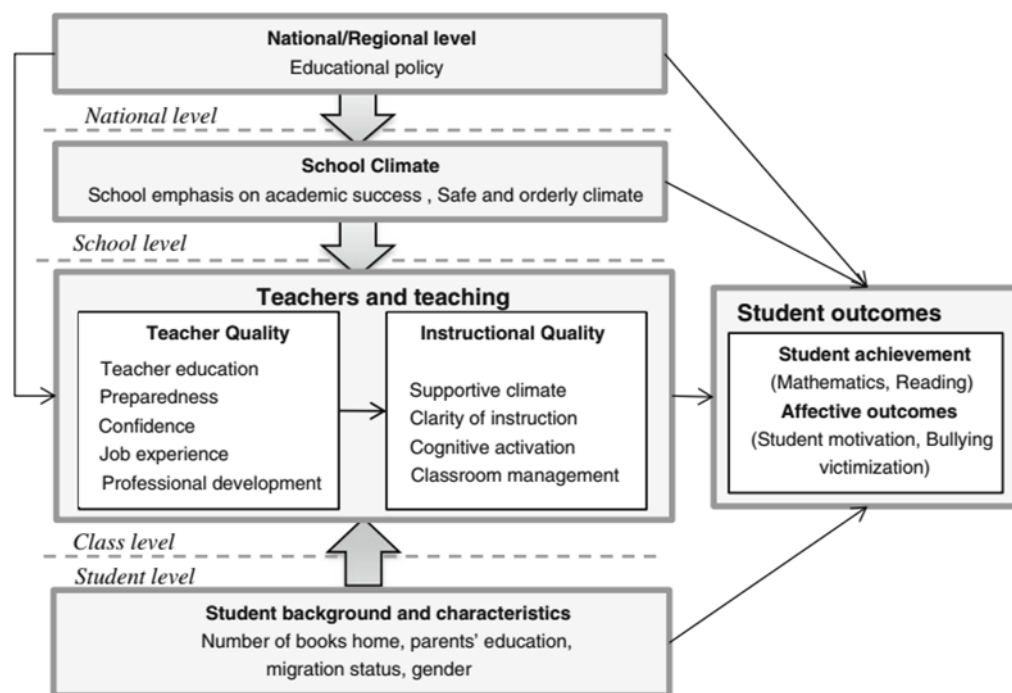 National/Regional level
Educational policy
National level
School Climate
School emphasis on academic success , Safe and orderly climate
School level
Teachers and teaching
Teacher Quality
Teacher education
Preparedness
Confidence
Job experience
Professional development
Instructional Quality
Supportive climate
Clarity of instruction
Cognitive activation
Classroom management
Student outcomes
Student achievement
(Mathematics, Reading)
Affective outcomes
(Student motivation, Bullying
victimization)
Class level
Student level
Student background and characteristics
Number of books home, parents' education,
migration status, gender